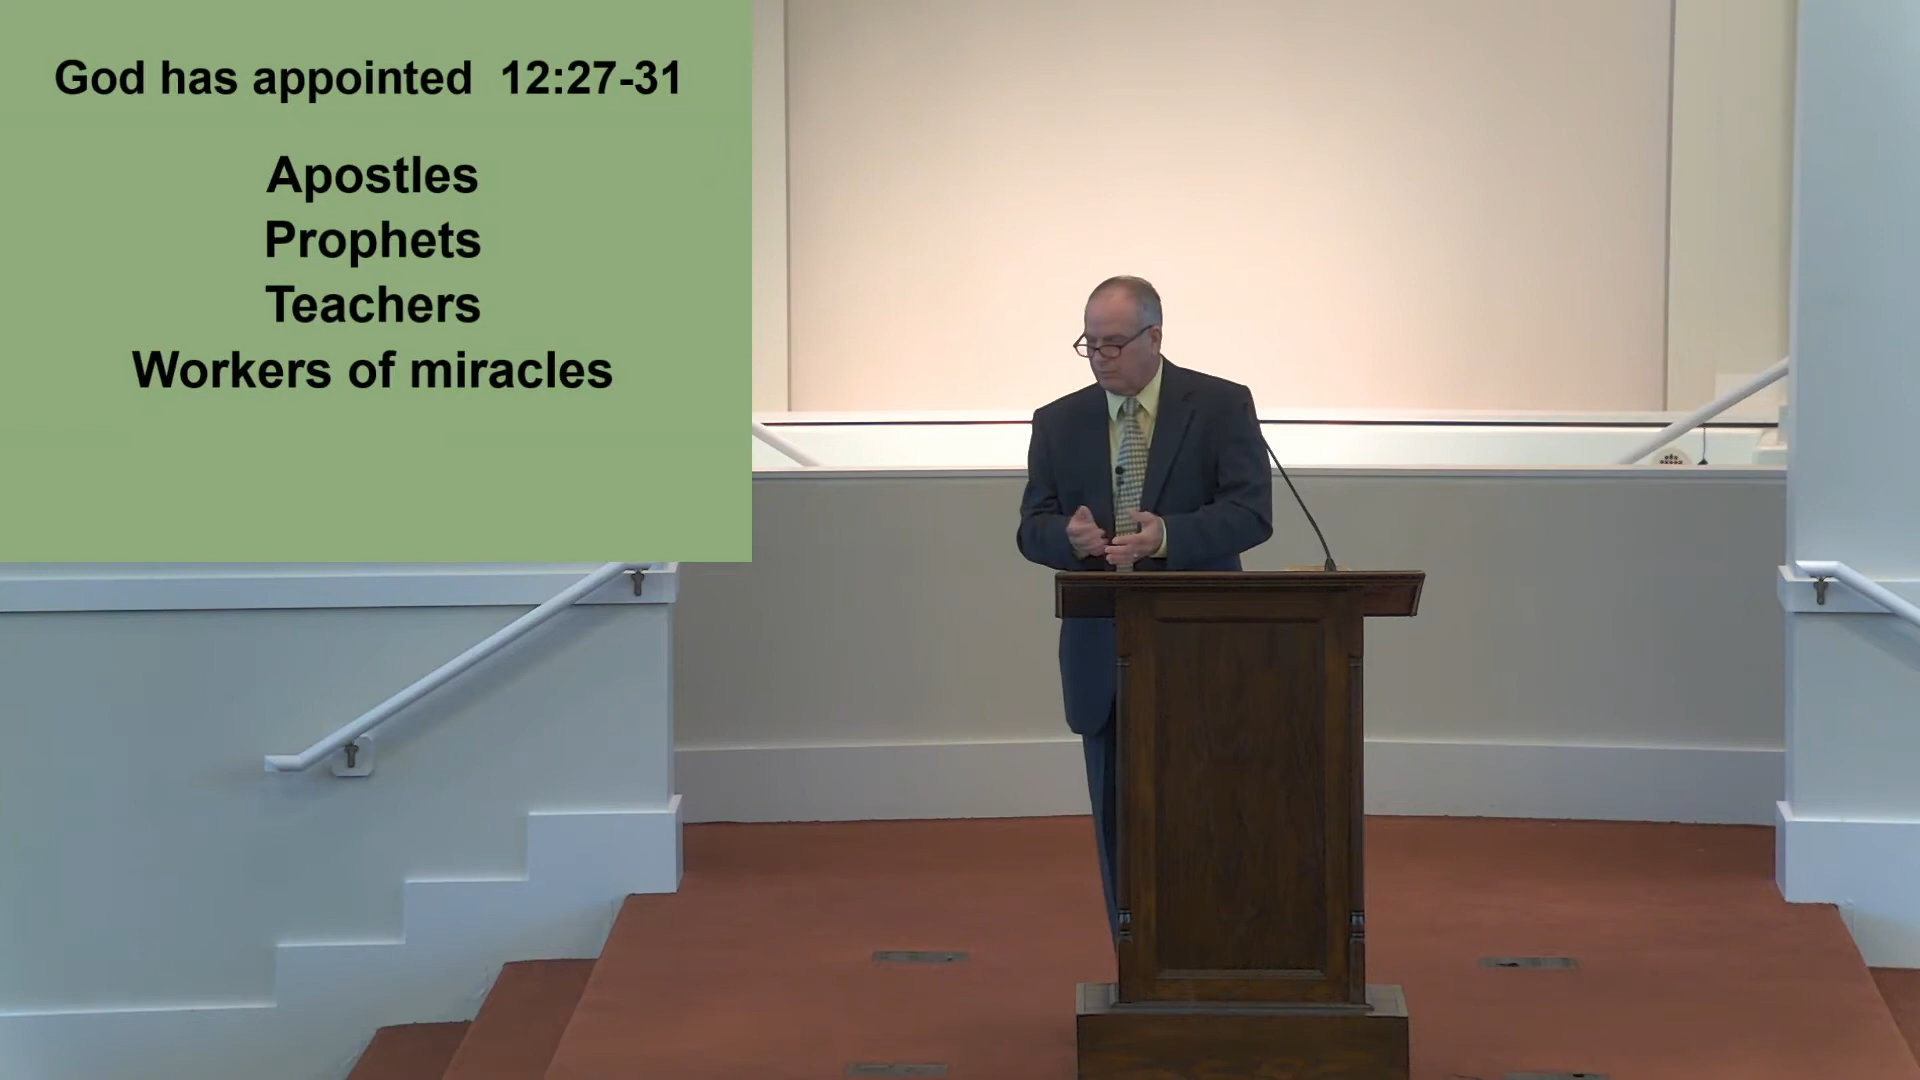 God has appointed  12:27-31
Apostles
Prophets
Teachers
Workers of miracles